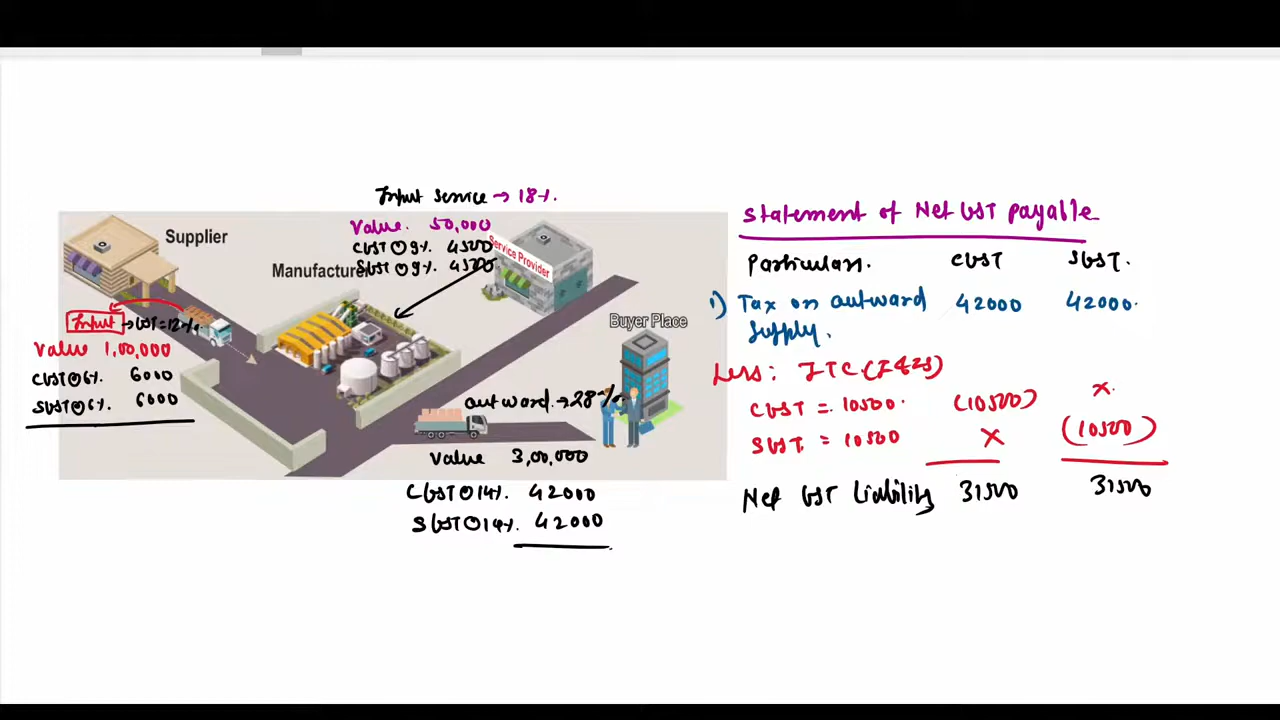 Input Service → 18%.
Value. 50,000
CGST@9%. 4500
SGST@9%. 4500
Supplier
Manufacturer
Service Provider
Buyer Place
Input → GST = 12%.
Value 1,00,000
CGST@6%. 6000
SGST@6%. 6000
outward. → 28%
Value 3,00,000
CGST@14%. 42000
SGST@14%. 42000
Statement of Net GST payable
Particulars. CGST SGST.
1) Tax on outward 42000 42000.
Supply.
Less: ITC (I&IS)
CGST = 10500. (10500) x
SGST. = 10500 x (10500)
Net GST Liability 31500 31500